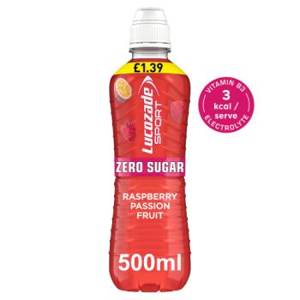 £1.39
Lucozade
SPORT
ZERO SUGAR
RASPBERRY
PASSION
FRUIT
500ml
VITAMIN B3
3
kcal /
serve
ELECTROLYTE